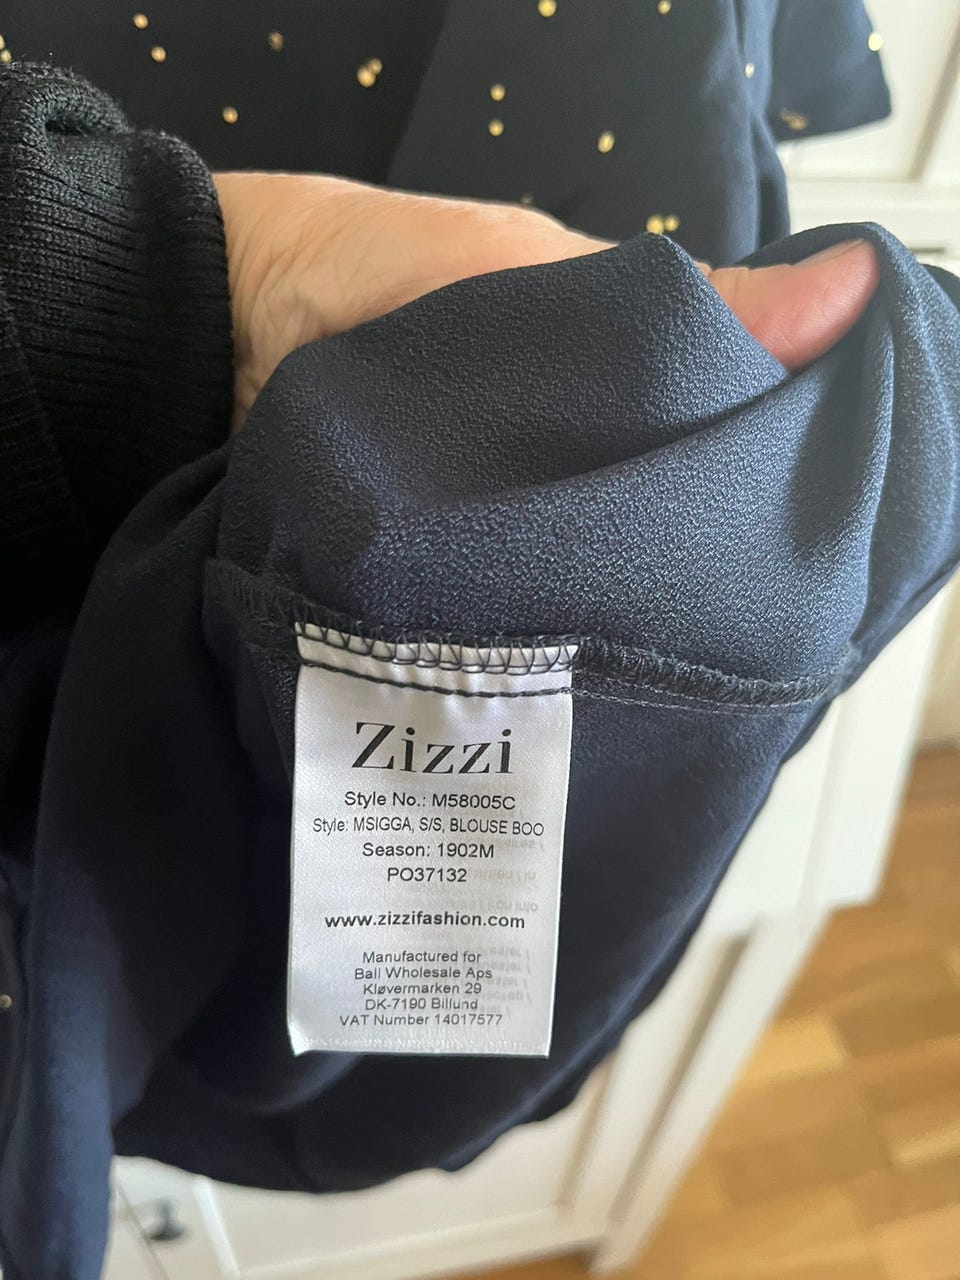 Zizzi
Style No.: M58005C
Style: MSIGGA, S/S, BLOUSE BOO
Season: 1902M
PO37132
www.zizzifashion.com
Manufactured for
Ball Wholesale Aps
Kløvermarken 29
DK-7190 Billund
VAT Number 14017577